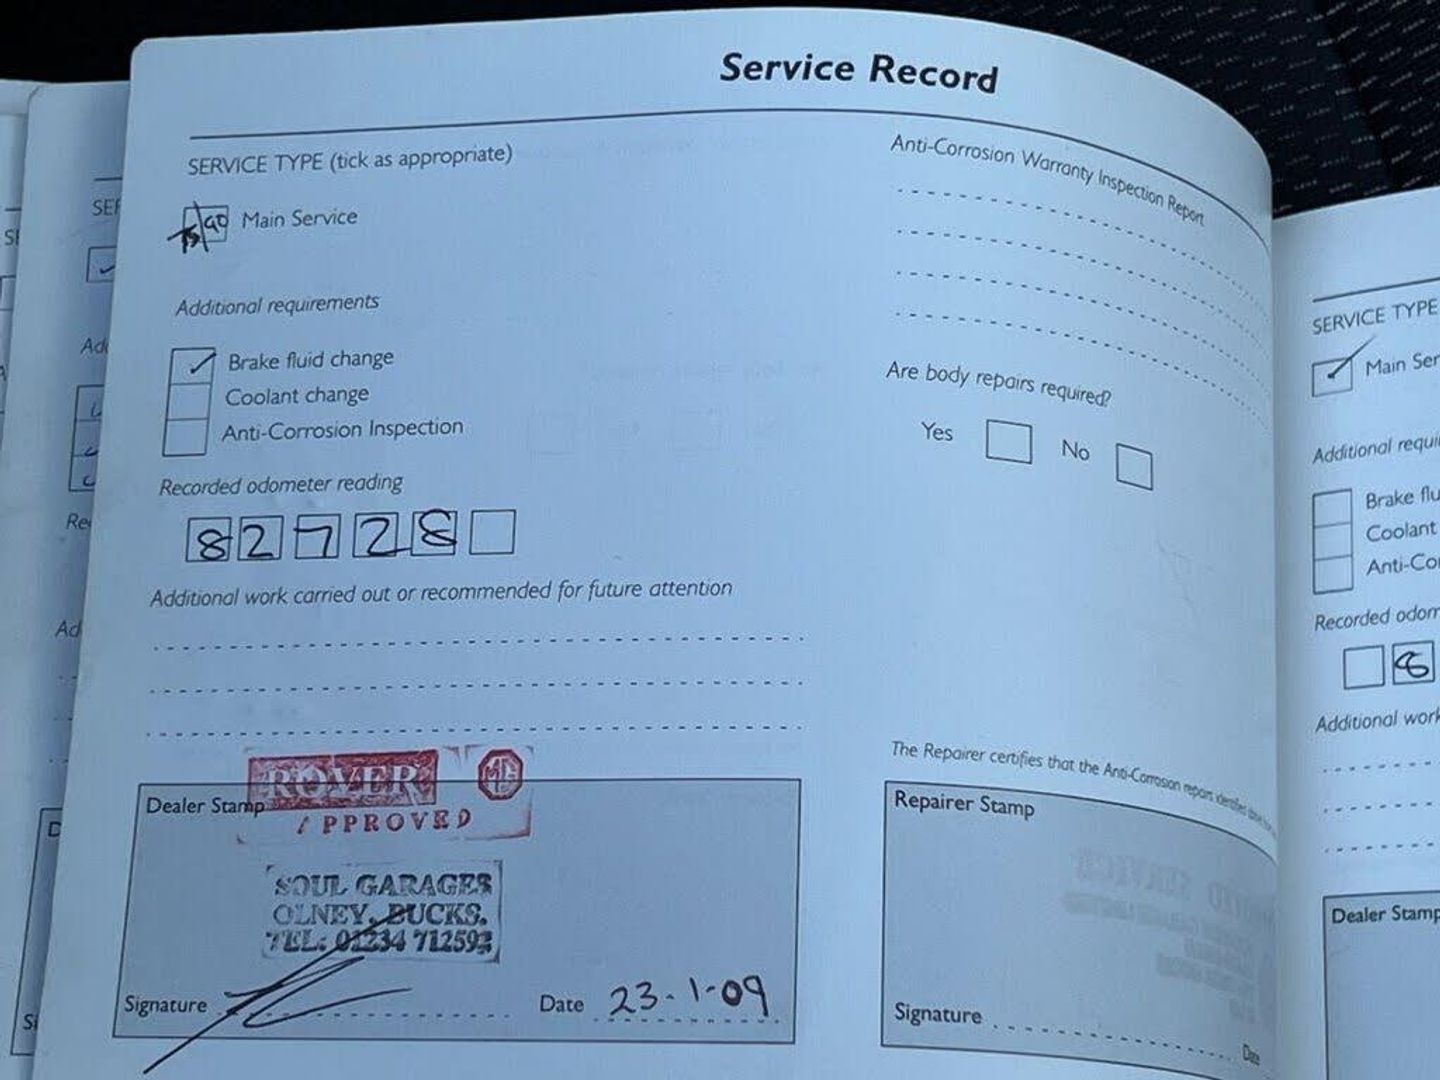 Service Record
SERVICE TYPE (tick as appropriate)
Main Service
Additional requirements
Brake fluid change
Coolant change
Anti-Corrosion Inspection
Recorded odometer reading
82728
Additional work carried out or recommended for future attention
ROVER MG
APPROVED
Dealer Stamp
SOUL GARAGES
OLNEY, BUCKS.
TEL: 01234 712592
Signature
Date 23-1-09
Anti-Corrosion Warranty Inspection Report
Are body repairs required?
Yes No
The Repairer certifies that the Anti-Corrosion report identifies
Repairer Stamp
Signature
Date
SERVICE TYPE
Main Ser
Additional requi
Brake flu
Coolant
Anti-Co
Recorded odom
8
Additional work
Dealer Stamp